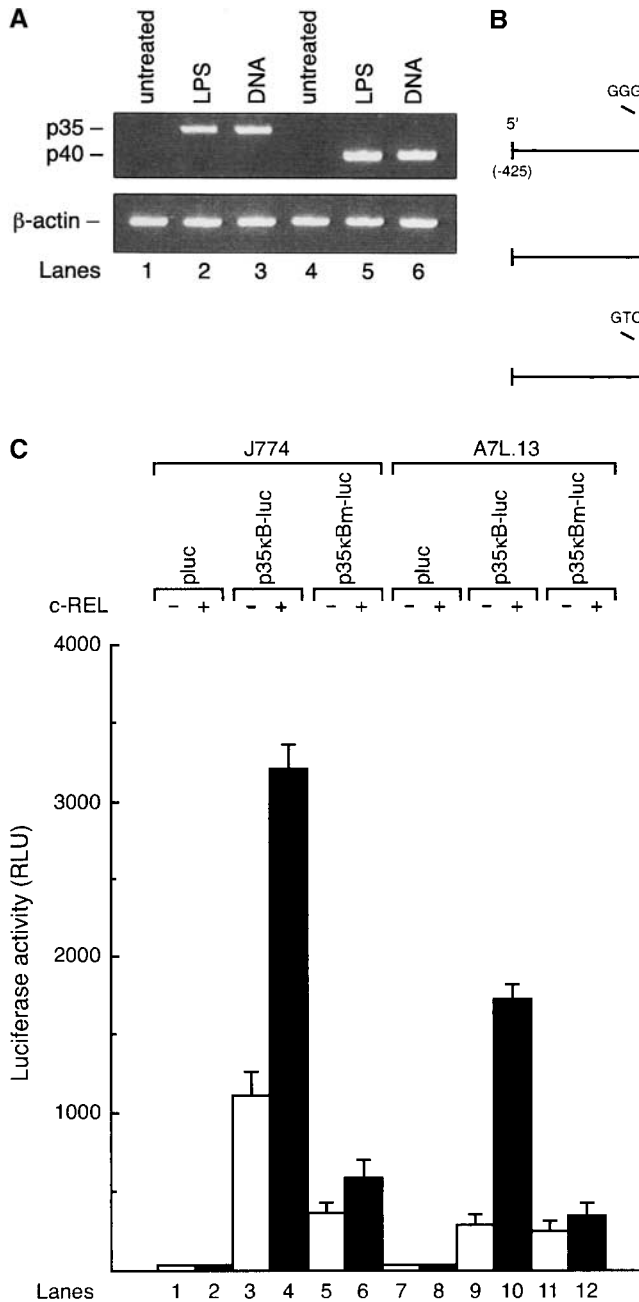 A
untreated LPS DNA untreated LPS DNA
p35 –
p40 –
β-actin –
Lanes 1 2 3 4 5 6
B
GGG
5'
(-425)
GTC
C
J774 A7L.13
pluc p35κB-luc p35κBm-luc pluc p35κB-luc p35κBm-luc
c-REL – + – + – + – + – + – +
4000
3000
2000
1000
Luciferase activity (RLU)
Lanes 1 2 3 4 5 6 7 8 9 10 11 12